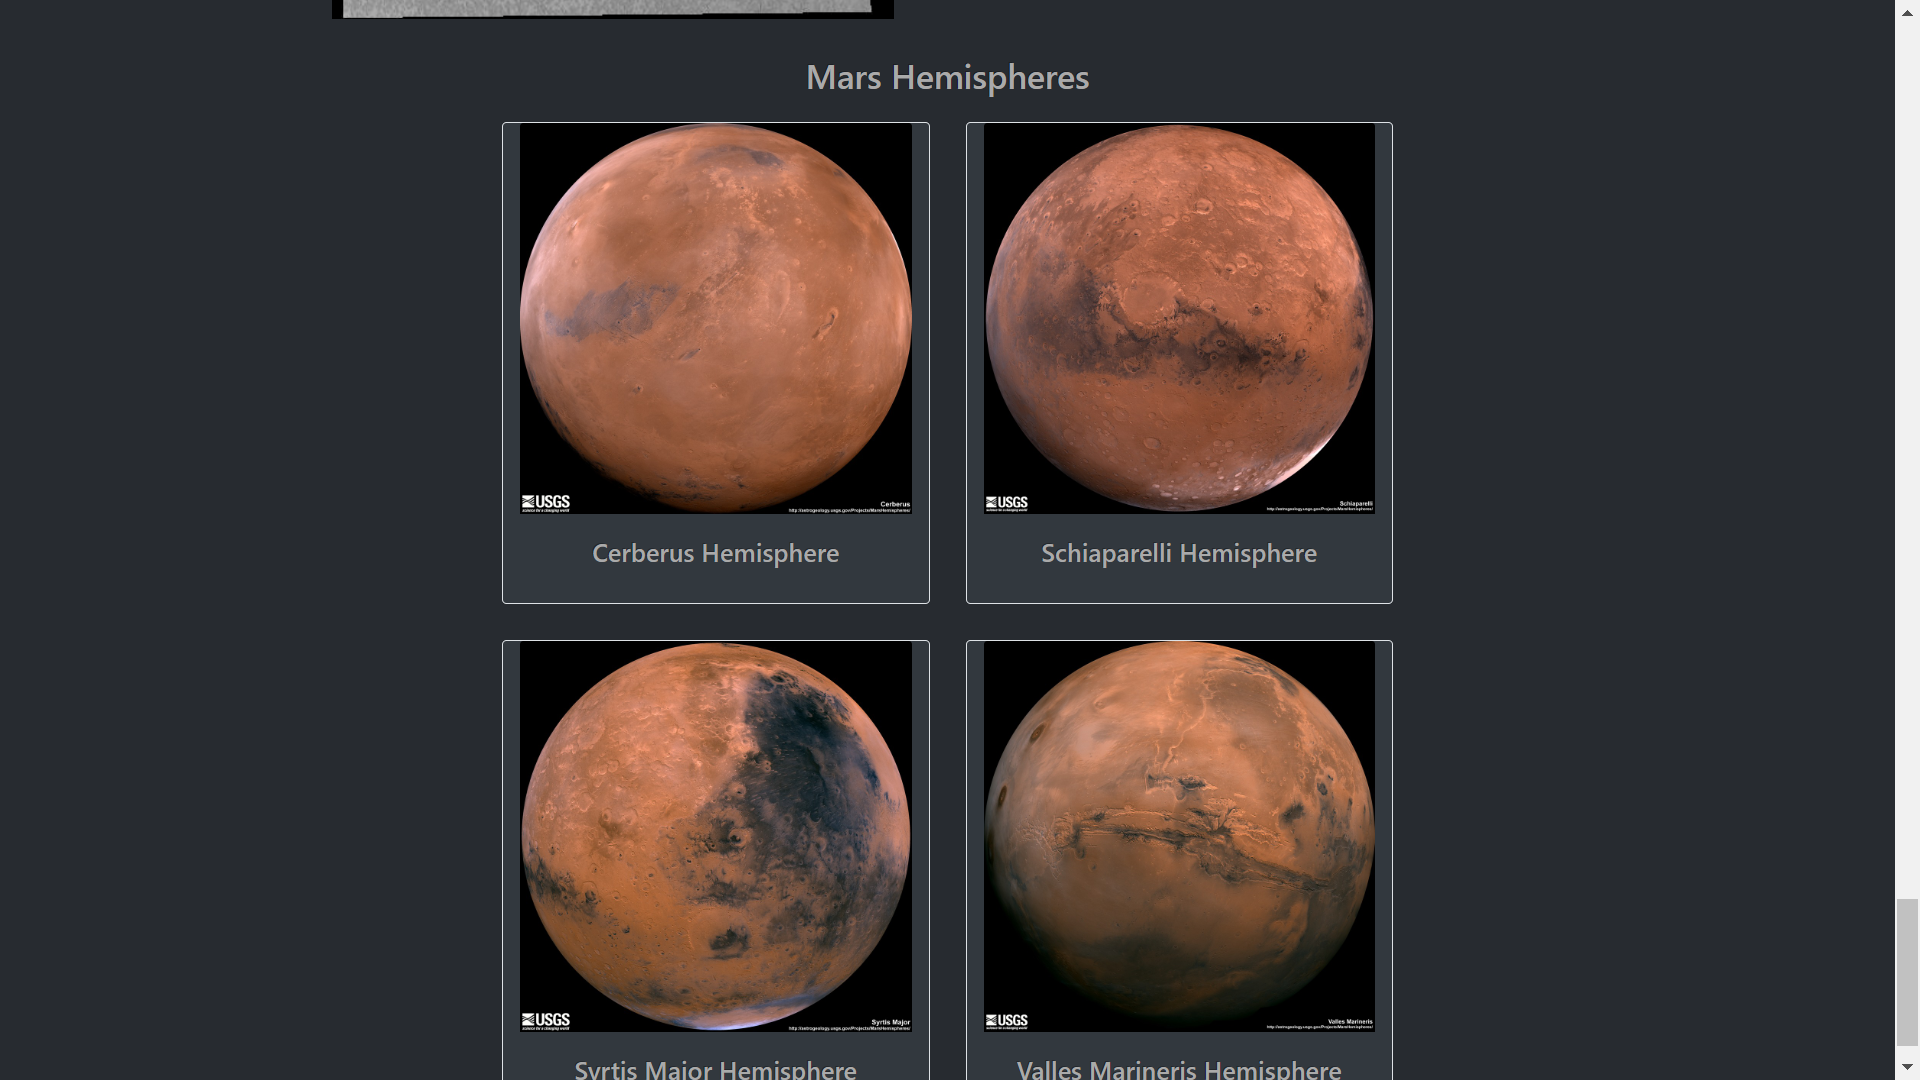 Mars Hemispheres
USGS
science for a changing world
Cerberus
http://astrogeology.usgs.gov/Projects/MarsHemispheres/
Cerberus Hemisphere
USGS
science for a changing world
Schiaparelli
http://astrogeology.usgs.gov/Projects/MarsHemispheres/
Schiaparelli Hemisphere
USGS
science for a changing world
Syrtis Major
http://astrogeology.usgs.gov/Projects/MarsHemispheres/
Syrtis Major Hemisphere
USGS
science for a changing world
Valles Marineris
http://astrogeology.usgs.gov/Projects/MarsHemispheres/
Valles Marineris Hemisphere